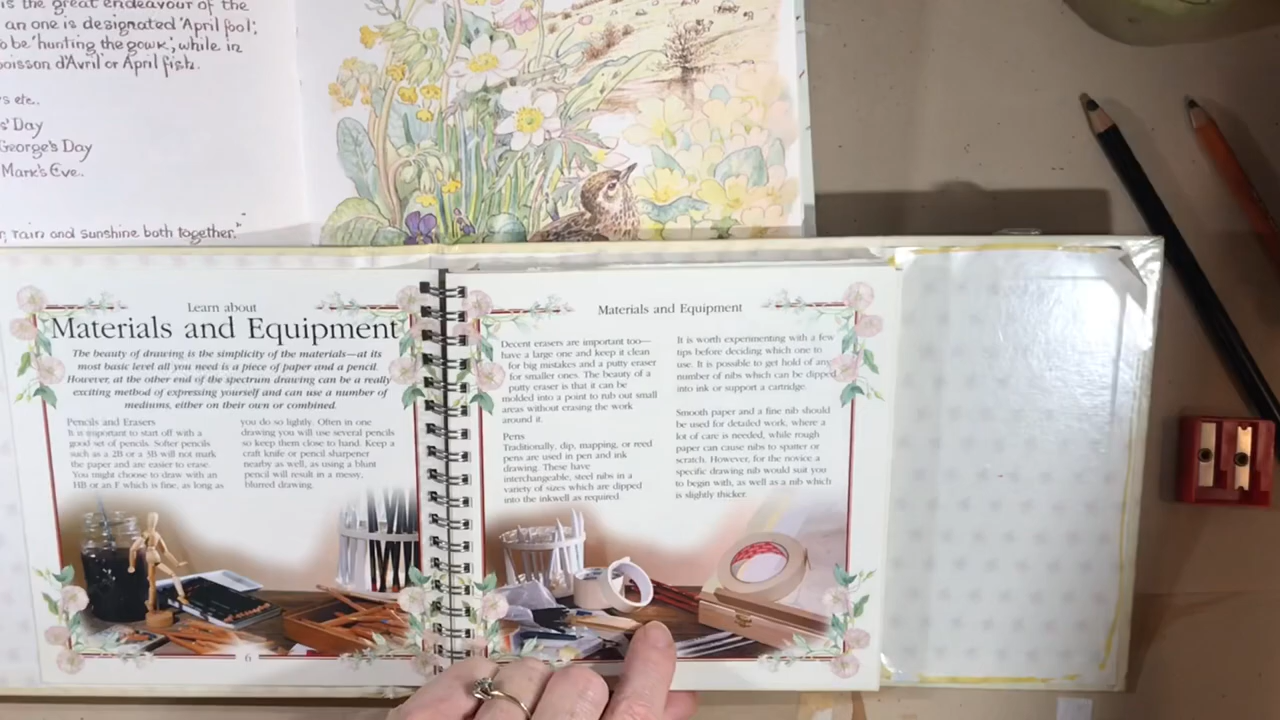 is the great endeavour of the
an one is designated 'April fool';
o be 'hunting the gowk', while in
poisson d'Avril' or April fish.
s etc..
s' Day
George's Day
Mark's Eve..
r, rain and sunshine both together."
Learn about
Materials and Equipment
The beauty of drawing is the simplicity of the materials—at its
most basic level all you need is a piece of paper and a pencil.
However, at the other end of the spectrum drawing can be a really
exciting method of expressing yourself and can use a number of
mediums, either on their own or combined.
Pencils and Erasers
It is important to start off with a
good set of pencils. Softer pencils
such as a 2B or a 3B will not mark
the paper and are easier to erase.
You might choose to draw with an
HB or an F which is fine, as long as
you do so lightly. Often in one
drawing you will use several pencils
so keep them close to hand. Keep a
craft knife or pencil sharpener
nearby as well, as using a blunt
pencil will result in a messy,
blurred drawing.
6
Materials and Equipment
Decent erasers are important too—
have a large one and keep it clean
for big mistakes and a putty eraser
for smaller ones. The beauty of a
putty eraser is that it can be
molded into a point to rub out small
areas without erasing the work
around it.
Pens
Traditionally, dip, mapping, or reed
pens are used in pen and ink
drawing. These have
interchangeable, steel nibs in a
variety of sizes which are dipped
into the inkwell as required.
It is worth experimenting with a few
tips before deciding which one to
use. It is possible to get hold of any
number of nibs which can be dipped
into ink or support a cartridge.
Smooth paper and a fine nib should
be used for detailed work, where a
lot of care is needed, while rough
paper can cause nibs to spatter or
scratch. However, for the novice a
specific drawing nib would suit you
to begin with, as well as a nib which
is slightly thicker.